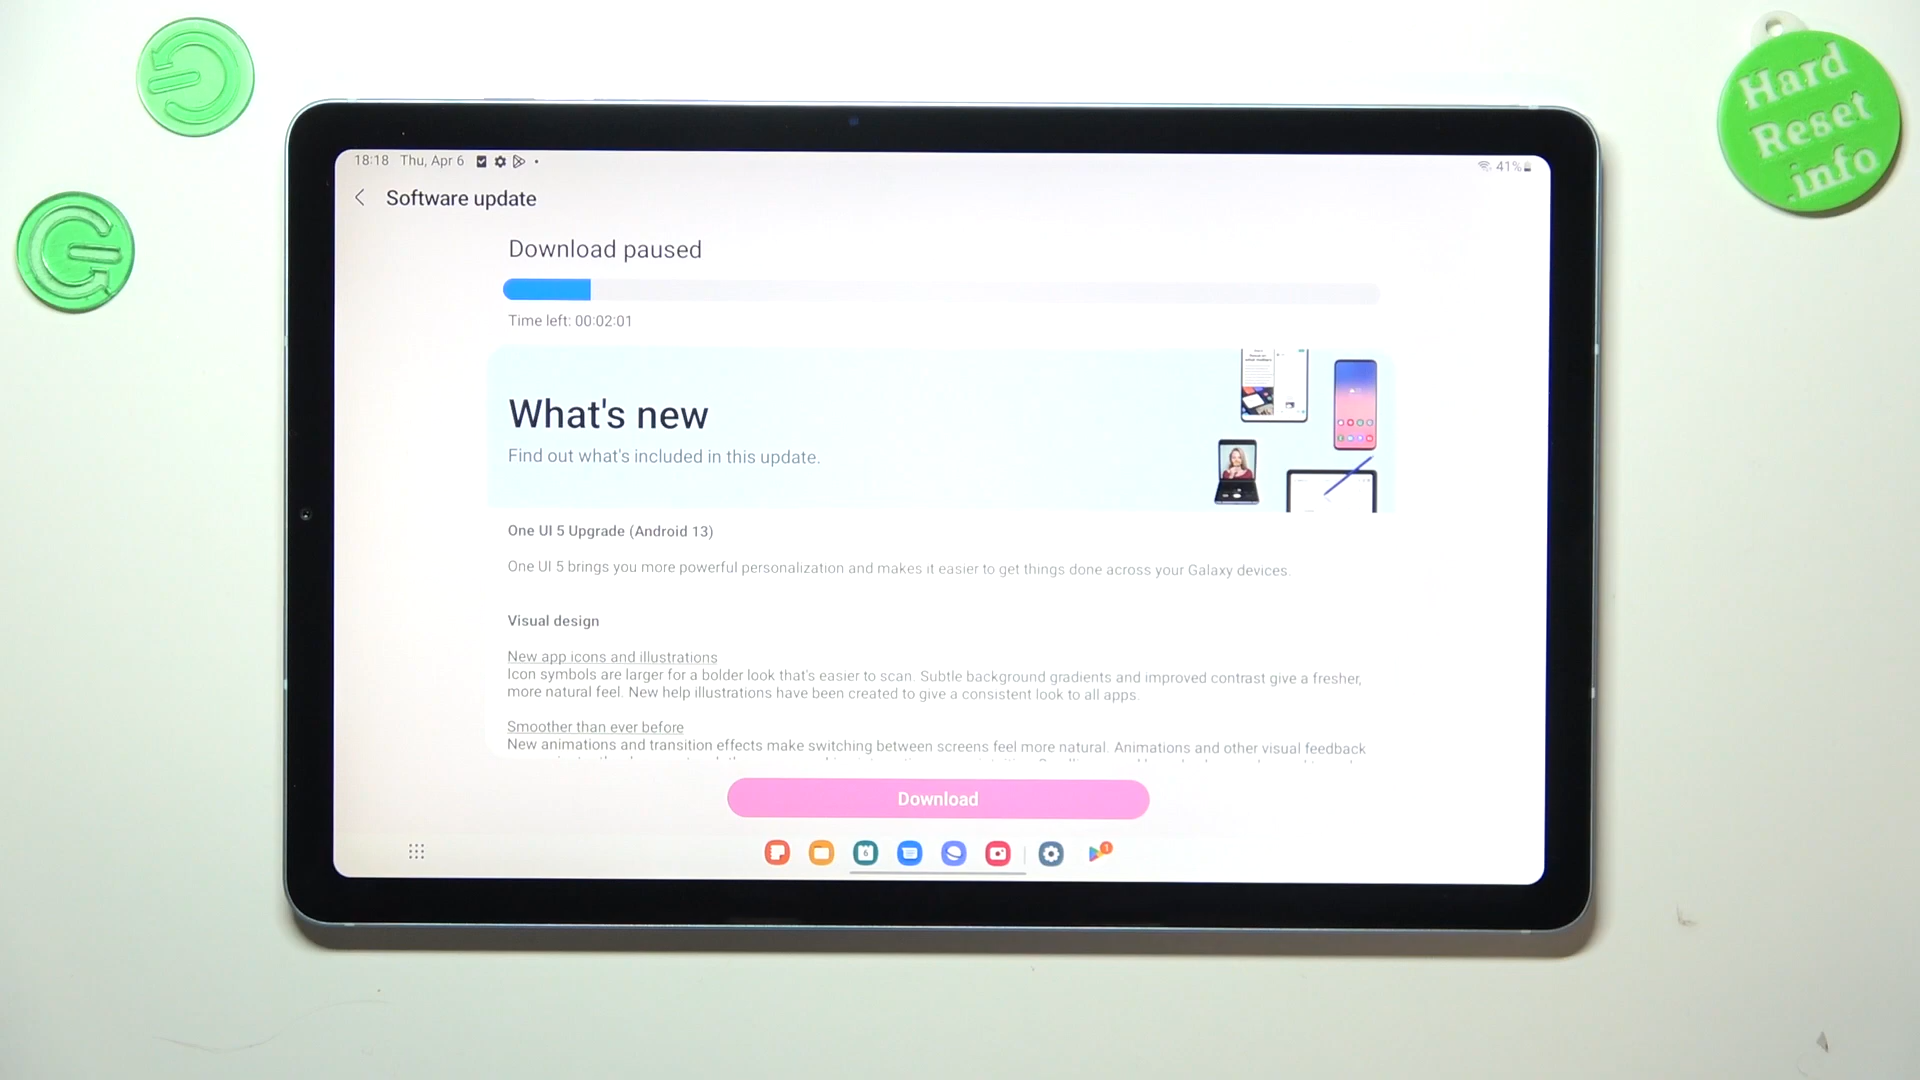 Hard
Reset
.info
18:18 Thu, Apr 6
41%
Software update
Download paused
Time left: 00:02:01
What's new
Find out what's included in this update.
One UI 5 Upgrade (Android 13)
One UI 5 brings you more powerful personalization and makes it easier to get things done across your Galaxy devices.
Visual design
New app icons and illustrations
Icon symbols are larger for a bolder look that's easier to scan. Subtle background gradients and improved contrast give a fresher,
more natural feel. New help illustrations have been created to give a consistent look to all apps.
Smoother than ever before
New animations and transition effects make switching between screens feel more natural. Animations and other visual feedback
Download
6
1